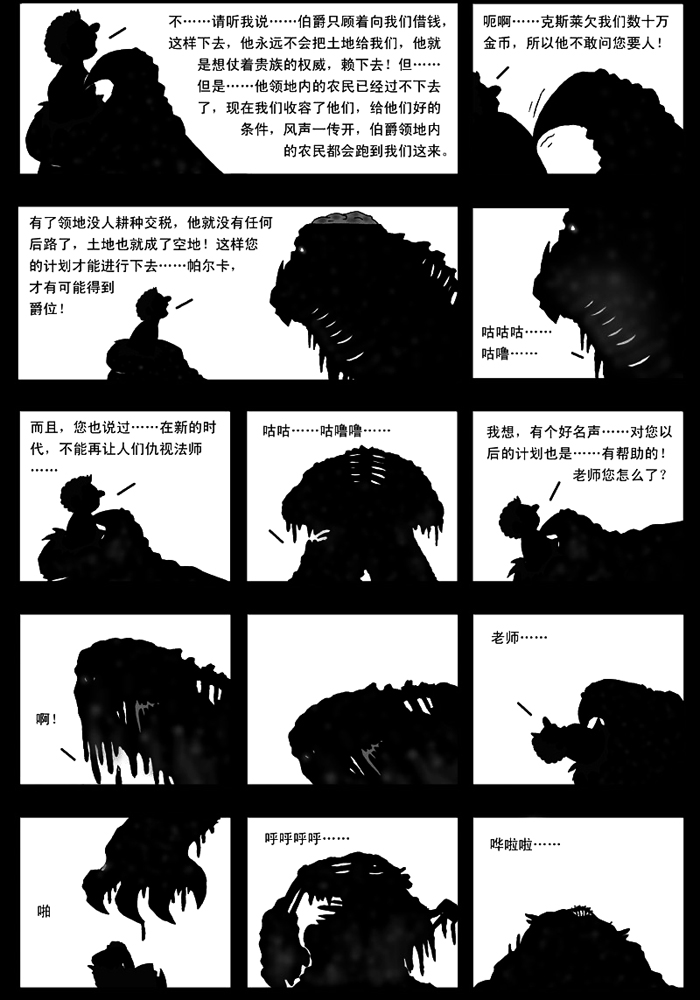 不……请听我说……伯爵只顾着向我们借钱，
这样下去，他永远不会把土地给我们，他就
是想仗着贵族的权威，赖下去！但……
但是……他领地内的农民已经过不下去
了，现在我们收容了他们，给他们好的
条件，风声一传开，伯爵领地内
的农民都会跑到我们这来。
呃啊……克斯莱欠我们数十万
金币，所以他不敢问您要人！
有了领地没人耕种交税，他就没有任何
后路了，土地也就成了空地！这样您
的计划才能进行下去……帕尔卡，
才有可能得到
爵位！
咕咕咕……
咕噜……
而且，您也说过……在新的时
代，不能再让人们仇视法师
……
咕咕……咕噜噜……
我想，有个好名声……对您以
后的计划也是……有帮助的！
老师您怎么了？
啊！
老师……
啪
呼呼呼呼……
哗啦啦……